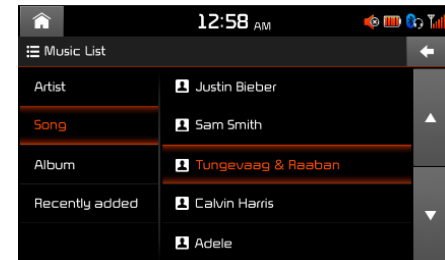 12:58 AM
Music List
Artist
Justin Bieber
Song
Sam Smith
Album
Tungevaag & Raaban
Recently added
Calvin Harris
Adele